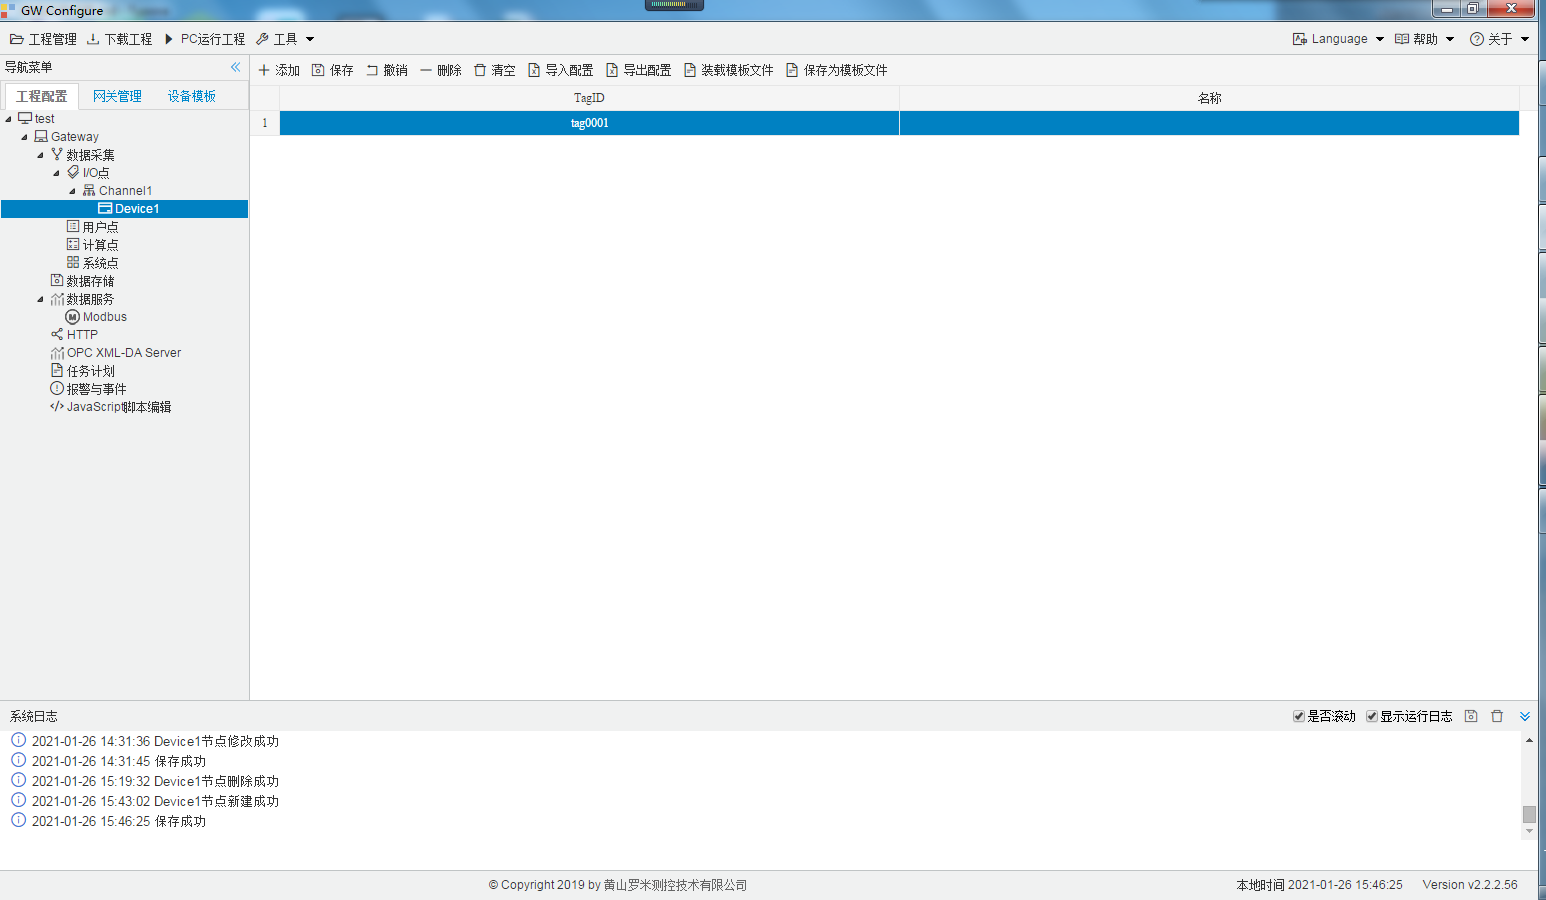 GW Configure
工程管理 下载工程 PC运行工程 工具 Language 帮助 关于
导航菜单
添加 保存 撤销 删除 清空 导入配置 导出配置 装载模板文件 保存为模板文件
工程配置 网关管理 设备模板
TagID 名称
1 tag0001
test
Gateway
数据采集
I/O点
Channel1
Device1
用户点
计算点
系统点
数据存储
数据服务
Modbus
HTTP
OPC XML-DA Server
任务计划
报警与事件
JavaScript脚本编辑
系统日志 是否滚动 显示运行日志
2021-01-26 14:31:36 Device1节点修改成功
2021-01-26 14:31:45 保存成功
2021-01-26 15:19:32 Device1节点删除成功
2021-01-26 15:43:02 Device1节点新建成功
2021-01-26 15:46:25 保存成功
© Copyright 2019 by 黄山罗米测控技术有限公司 本地时间 2021-01-26 15:46:25 Version v2.2.2.56